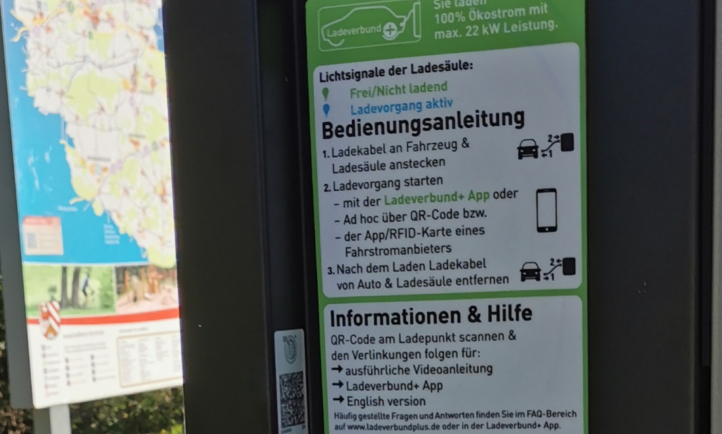 Ladeverbund+
Sie laden
100% Ökostrom mit
max. 22 kW Leistung.
Lichtsignale der Ladesäule:
Frei/Nicht ladend
Ladevorgang aktiv
Bedienungsanleitung
1. Ladekabel an Fahrzeug &
Ladesäule anstecken
2. Ladevorgang starten
– mit der Ladeverbund+ App oder
– Ad hoc über QR-Code bzw.
– der App/RFID-Karte eines
Fahrstromanbieters
3. Nach dem Laden Ladekabel
von Auto & Ladesäule entfernen
Informationen & Hilfe
QR-Code am Ladepunkt scannen &
den Verlinkungen folgen für:
→ ausführliche Videoanleitung
→ Ladeverbund+ App
→ English version
Häufig gestellte Fragen und Antworten finden Sie im FAQ-Bereich
auf www.ladeverbundplus.de oder in der Ladeverbund+ App.